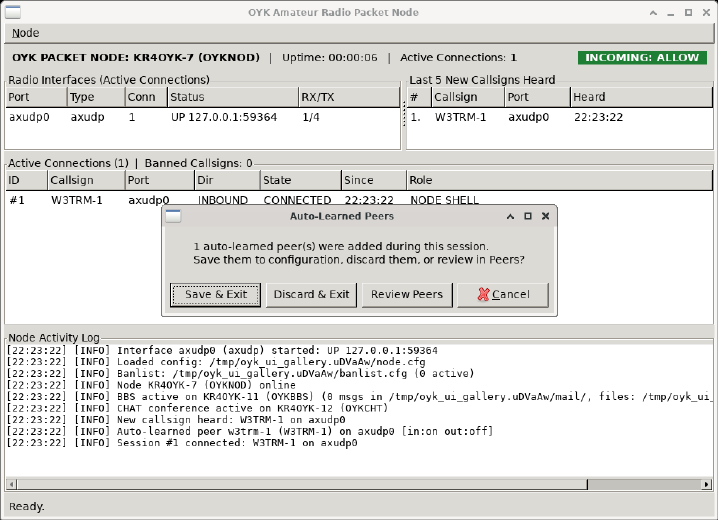 OYK Amateur Radio Packet Node
Node
OYK PACKET NODE: KR4OYK-7 (OYKNOD) | Uptime: 00:00:06 | Active Connections: 1 INCOMING: ALLOW
Radio Interfaces (Active Connections)
Port Type Conn Status RX/TX
axudp0 axudp 1 UP 127.0.0.1:59364 1/4
Last 5 New Callsigns Heard
# Callsign Port Heard
1. W3TRM-1 axudp0 22:23:22
Active Connections (1) | Banned Callsigns: 0
ID Callsign Port Dir State Since Role
#1 W3TRM-1 axudp0 INBOUND CONNECTED 22:23:22 NODE SHELL
Auto-Learned Peers
1 auto-learned peer(s) were added during this session.
Save them to configuration, discard them, or review in Peers?
Save & Exit Discard & Exit Review Peers Cancel
Node Activity Log
[22:23:22] [INFO] Interface axudp0 (axudp) started: UP 127.0.0.1:59364
[22:23:22] [INFO] Loaded config: /tmp/oyk_ui_gallery.uDVaAw/node.cfg
[22:23:22] [INFO] Banlist: /tmp/oyk_ui_gallery.uDVaAw/banlist.cfg (0 active)
[22:23:22] [INFO] Node KR4OYK-7 (OYKNOD) online
[22:23:22] [INFO] BBS active on KR4OYK-11 (OYKBBS) (0 msgs in /tmp/oyk_ui_gallery.uDVaAw/mail/, files: /tmp/oyk_ui_
[22:23:22] [INFO] CHAT conference active on KR4OYK-12 (OYKCHT)
[22:23:22] [INFO] New callsign heard: W3TRM-1 on axudp0
[22:23:22] [INFO] Auto-learned peer w3trm-1 (W3TRM-1) on axudp0 [in:on out:off]
[22:23:22] [INFO] Session #1 connected: W3TRM-1 on axudp0
Ready.